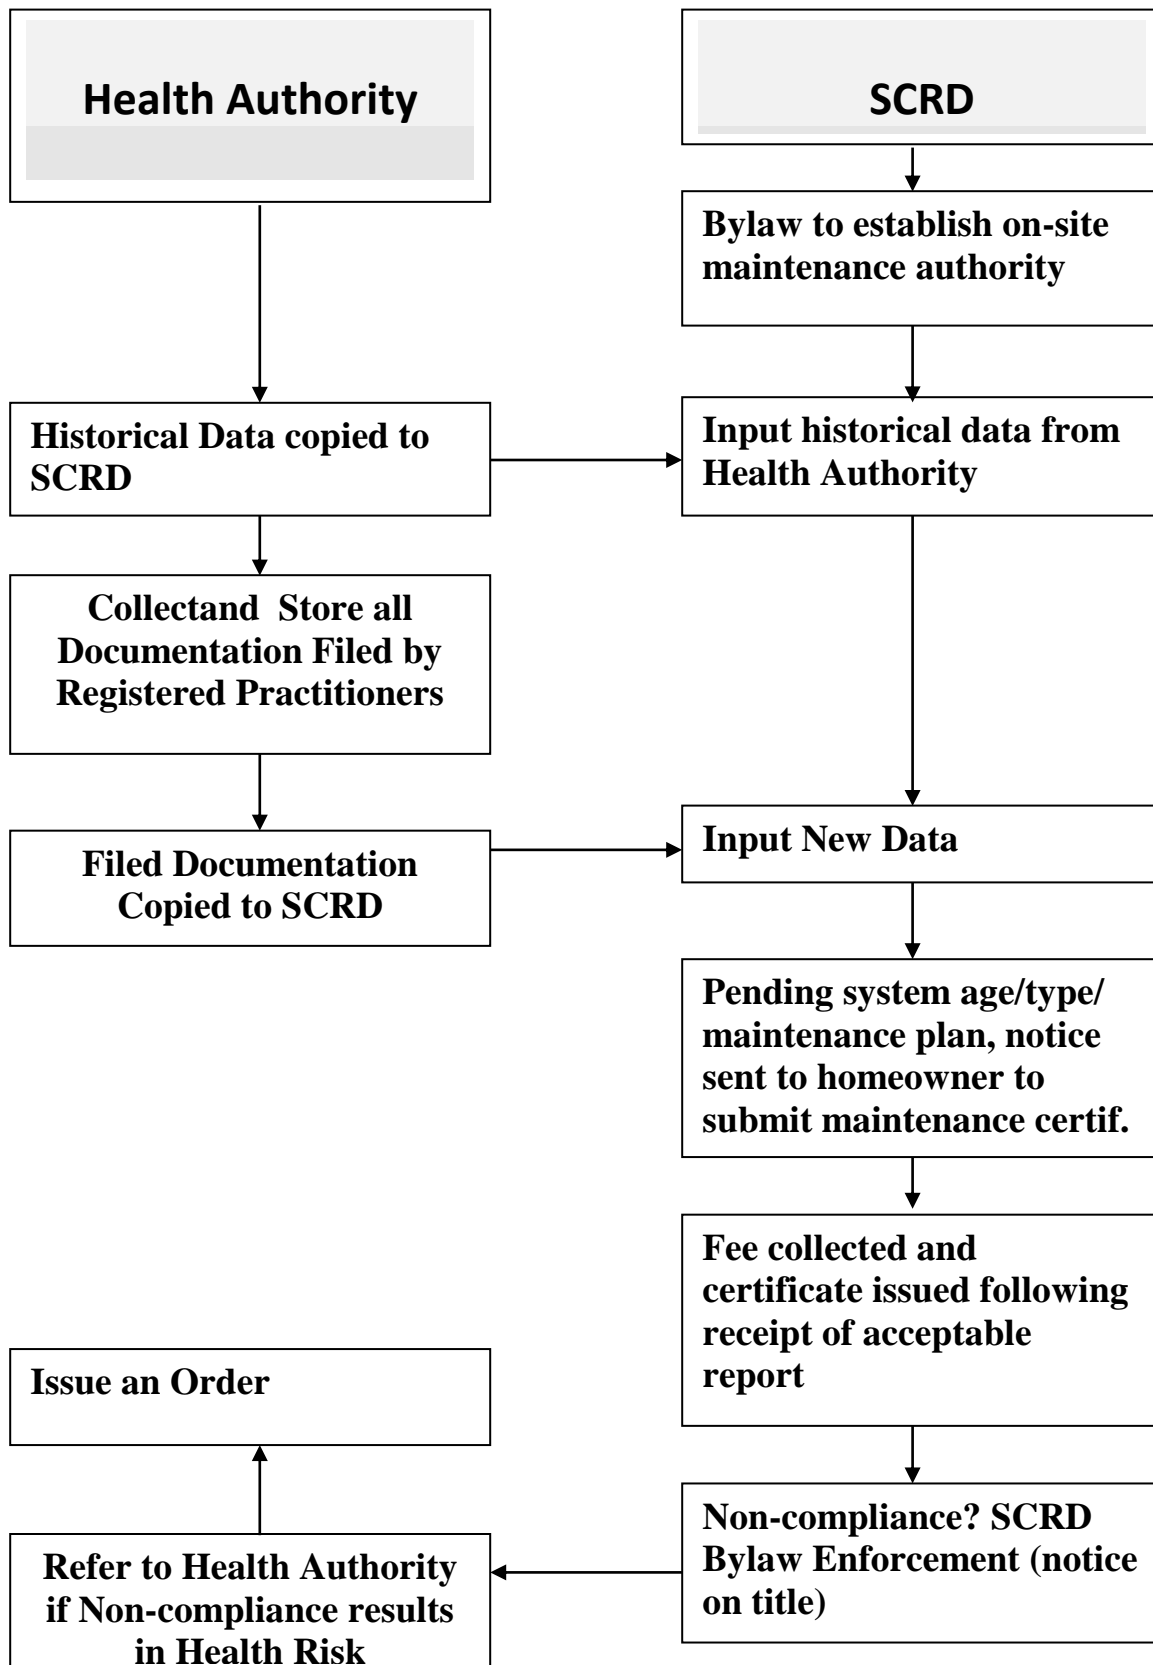 Health Authority
SCRD
Bylaw to establish on-site
maintenance authority
Historical Data copied to
SCRD
Input historical data from
Health Authority
Collectand  Store all
Documentation Filed by
Registered Practitioners
Filed Documentation
Copied to SCRD
Input New Data
Pending system age/type/
maintenance plan, notice
sent to homeowner to
submit maintenance certif.
Fee collected and
certificate issued following
receipt of acceptable
report
Issue an Order
Non-compliance? SCRD
Bylaw Enforcement (notice
on title)
Refer to Health Authority
if Non-compliance results
in Health Risk